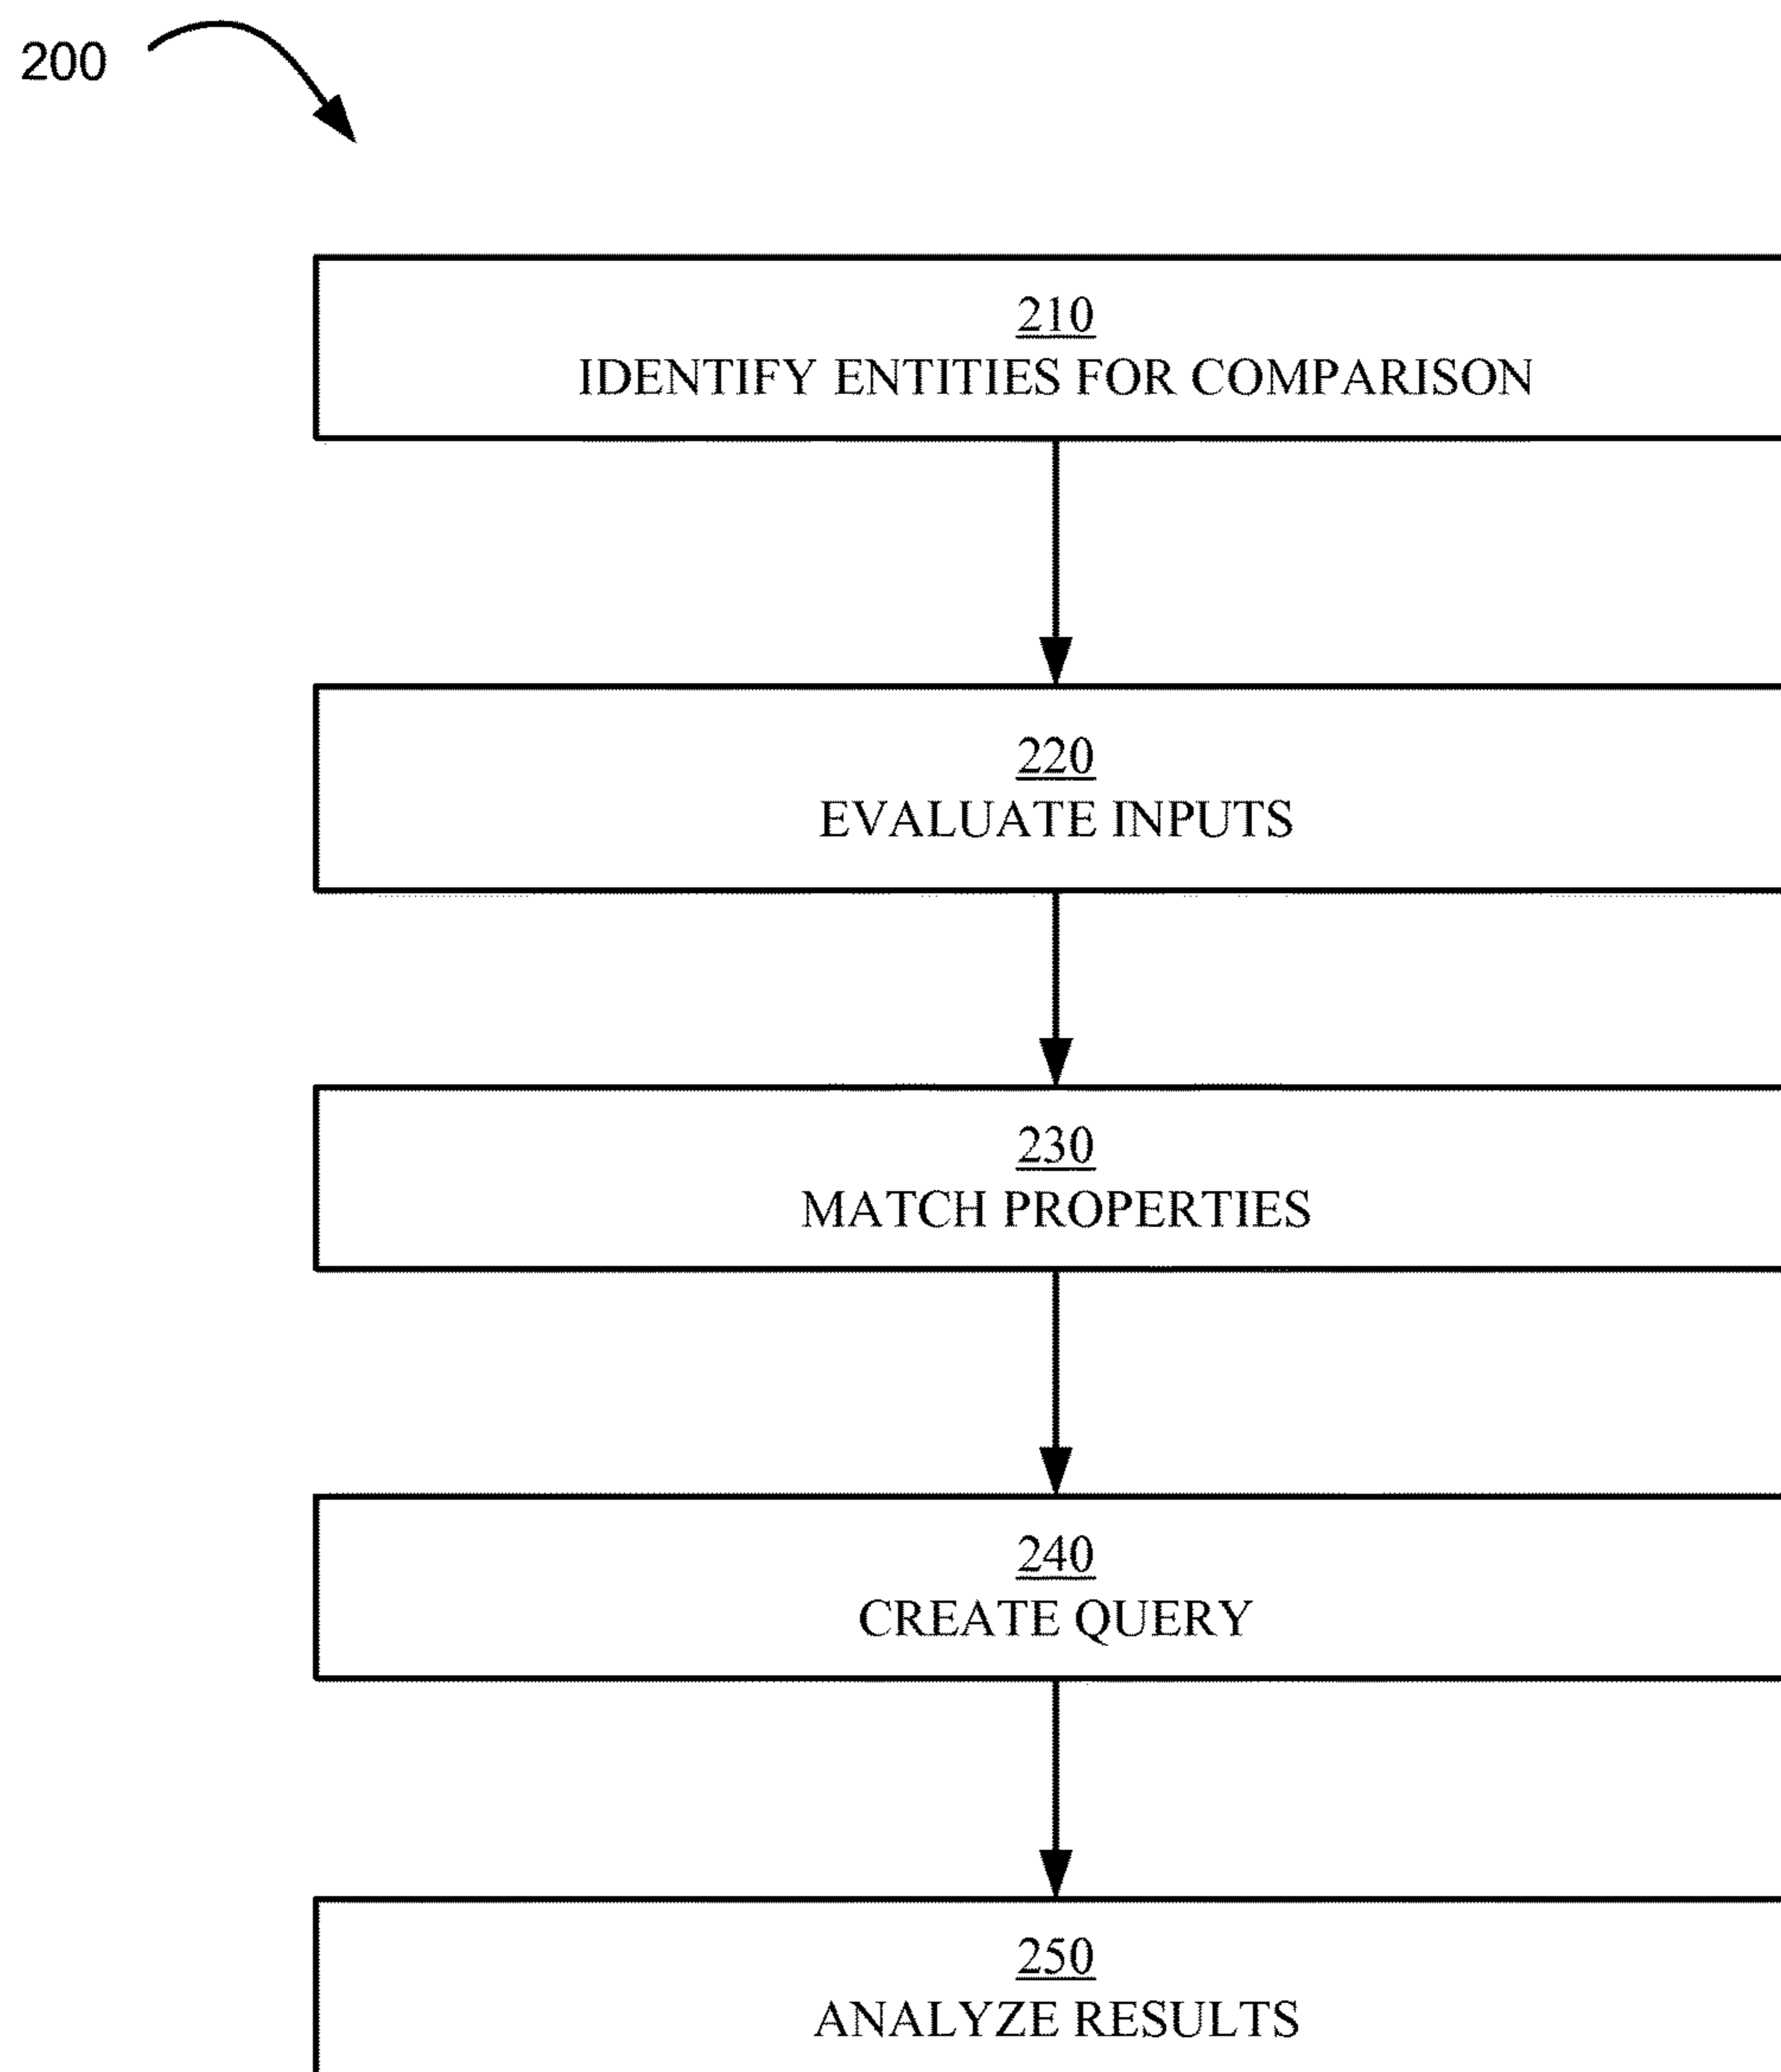 200
210
IDENTIFY ENTITIES FOR COMPARISON
220
EVALUATE INPUTS
230
MATCH PROPERTIES
240
CREATE QUERY
250
ANALYZE RESULTS